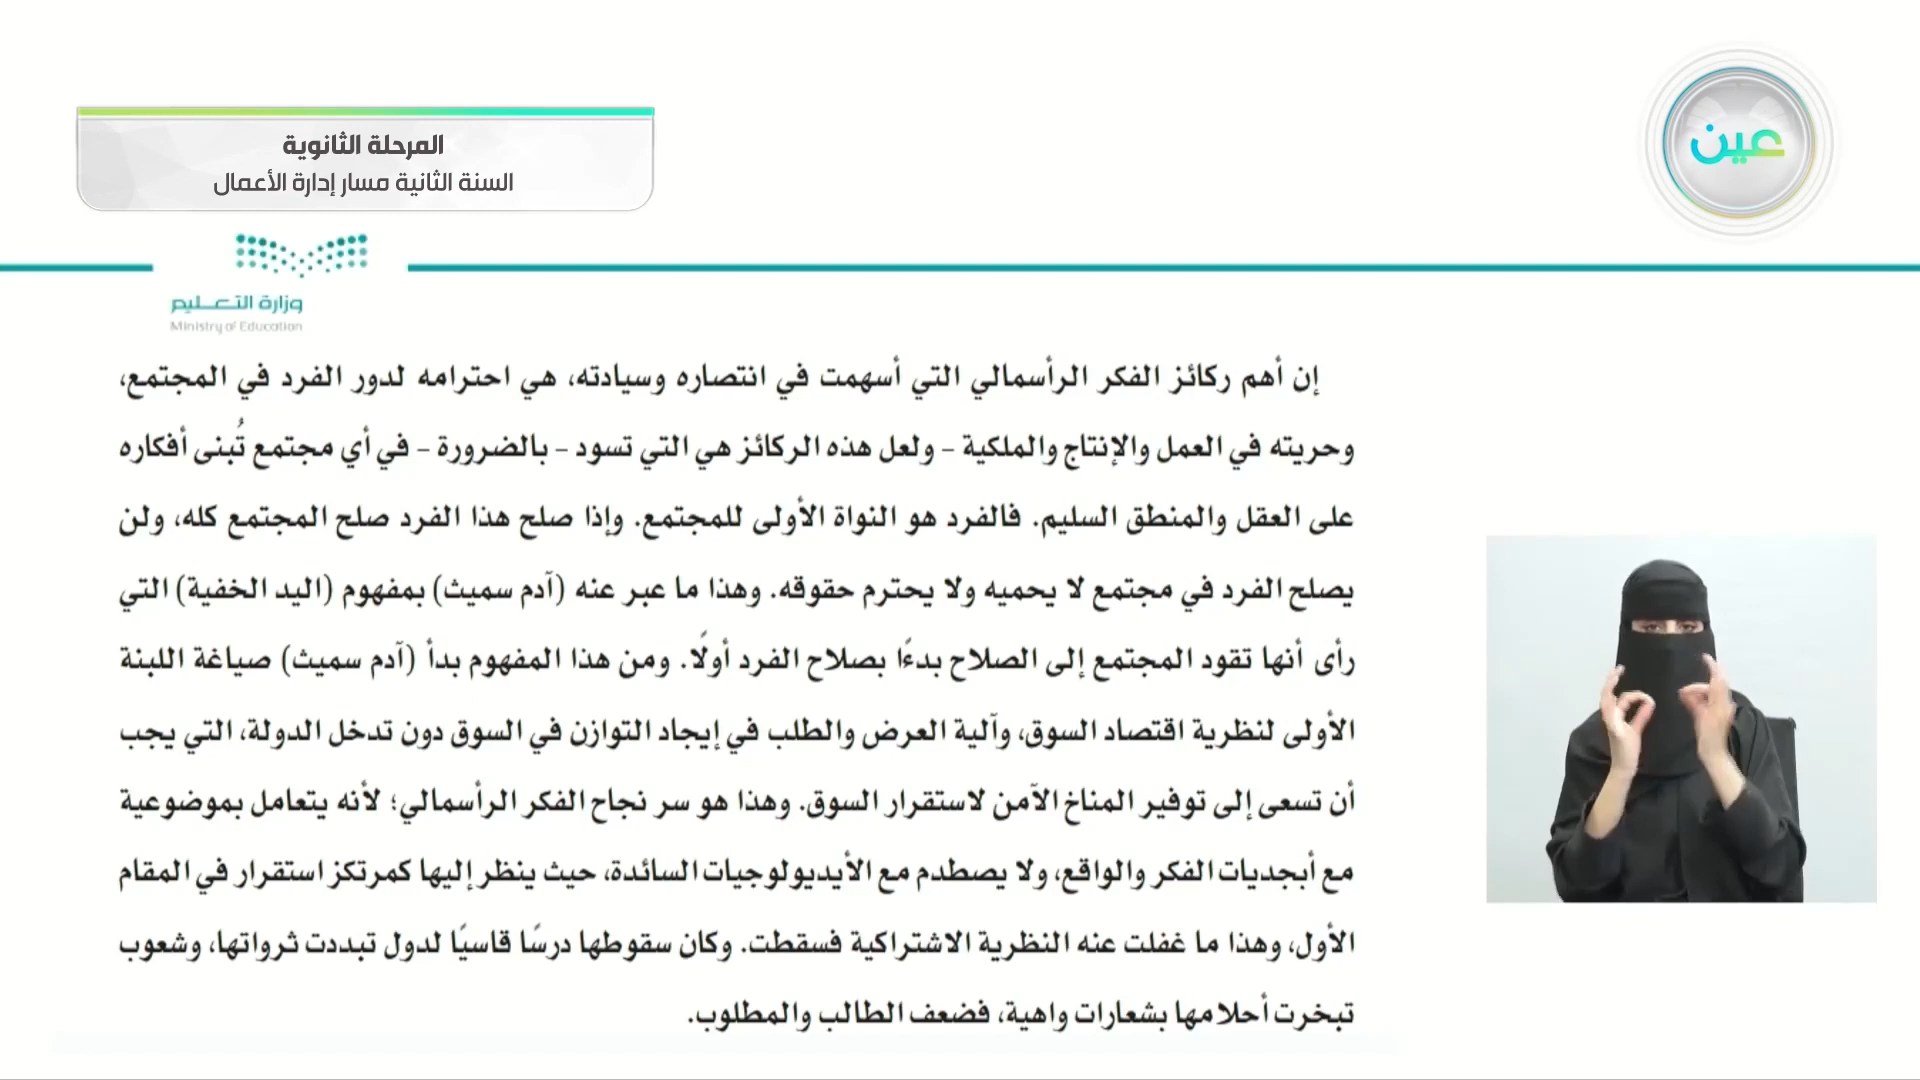 المرحلة الثانوية
السنة الثانية مسار إدارة الأعمال
عين
وزارة التعليم
Ministry of Education
إن أهم ركائز الفكر الرأسمالي التي أسهمت في انتصاره وسيادته، هي احترامه لدور الفرد في المجتمع،
وحريته في العمل والإنتاج والملكية – ولعل هذه الركائز هي التي تسود – بالضرورة – في أي مجتمع تُبنى أفكاره
على العقل والمنطق السليم. فالفرد هو النواة الأولى للمجتمع. وإذا صلح هذا الفرد صلح المجتمع كله، ولن
يصلح الفرد في مجتمع لا يحميه ولا يحترم حقوقه. وهذا ما عبر عنه (آدم سميث) بمفهوم (اليد الخفية) التي
رأى أنها تقود المجتمع إلى الصلاح بدءًا بصلاح الفرد أولًا. ومن هذا المفهوم بدأ (آدم سميث) صياغة اللبنة
الأولى لنظرية اقتصاد السوق، وآلية العرض والطلب في إيجاد التوازن في السوق دون تدخل الدولة، التي يجب
أن تسعى إلى توفير المناخ الآمن لاستقرار السوق. وهذا هو سر نجاح الفكر الرأسمالي؛ لأنه يتعامل بموضوعية
مع أبجديات الفكر والواقع، ولا يصطدم مع الأيديولوجيات السائدة، حيث ينظر إليها كمرتكز استقرار في المقام
الأول، وهذا ما غفلت عنه النظرية الاشتراكية فسقطت. وكان سقوطها درسًا قاسيًا لدول تبددت ثرواتها، وشعوب
تبخرت أحلامها بشعارات واهية، فضعف الطالب والمطلوب.